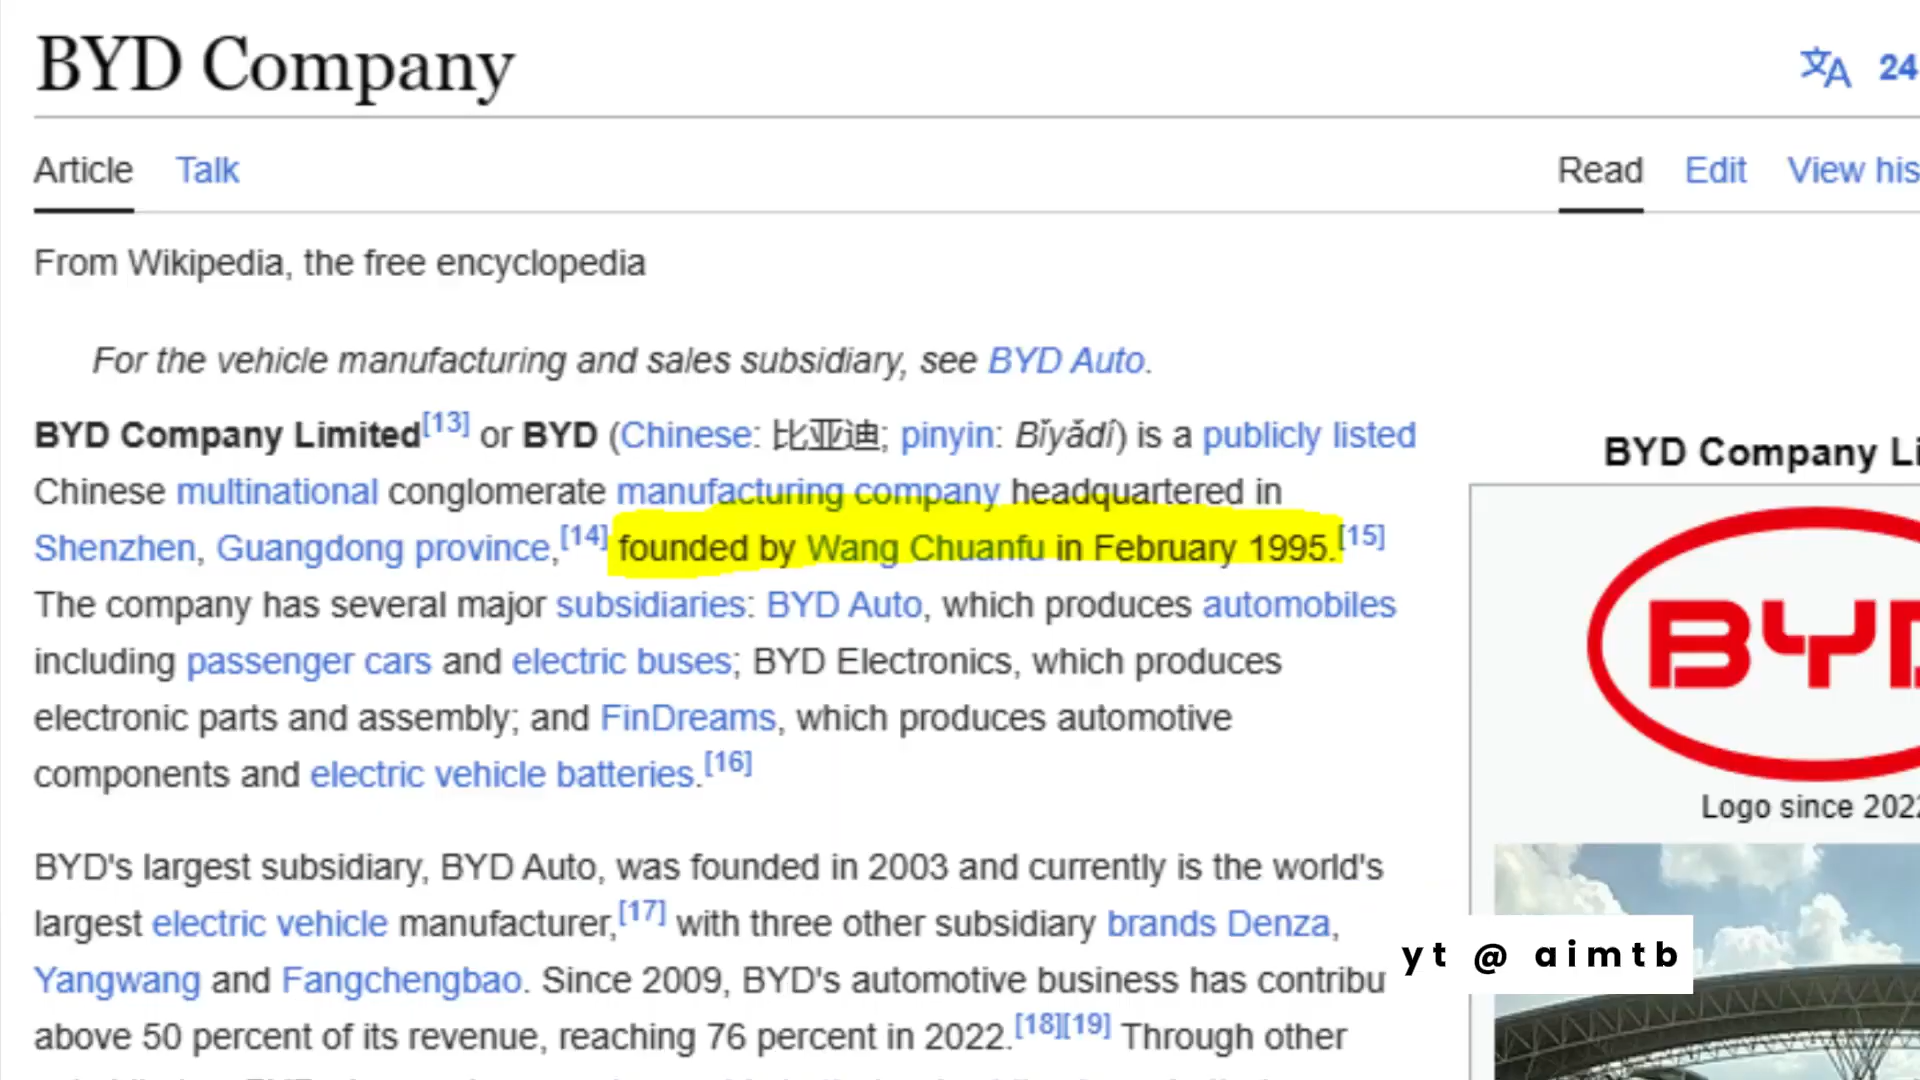 BYD Company
24
Article Talk Read Edit View his
From Wikipedia, the free encyclopedia
For the vehicle manufacturing and sales subsidiary, see BYD Auto.
BYD Company Limited[13] or BYD (Chinese: 比亚迪; pinyin: Bǐyǎdí) is a publicly listed
Chinese multinational conglomerate manufacturing company headquartered in
Shenzhen, Guangdong province,[14] founded by Wang Chuanfu in February 1995.[15]
The company has several major subsidiaries: BYD Auto, which produces automobiles
including passenger cars and electric buses; BYD Electronics, which produces
electronic parts and assembly; and FinDreams, which produces automotive
components and electric vehicle batteries.[16]
BYD's largest subsidiary, BYD Auto, was founded in 2003 and currently is the world's
largest electric vehicle manufacturer,[17] with three other subsidiary brands Denza,
Yangwang and Fangchengbao. Since 2009, BYD's automotive business has contribu
above 50 percent of its revenue, reaching 76 percent in 2022.[18][19] Through other
BYD Company Li
BYD
Logo since 2022
yt @ aimtb